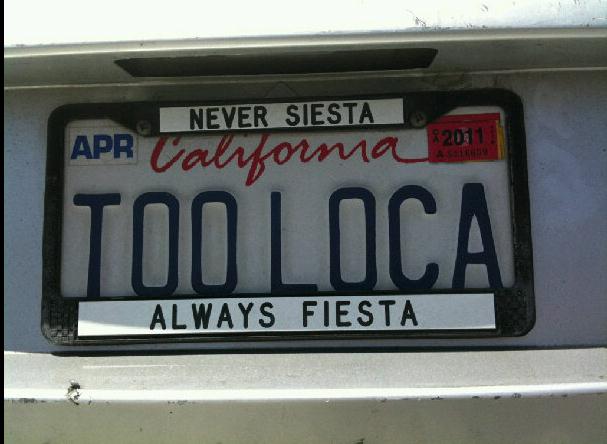 NEVER SIESTA
APR California 2011
TOO LOCA
ALWAYS FIESTA